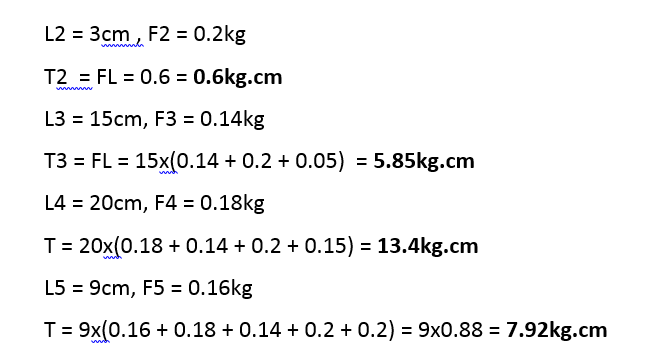 L2 = 3cm , F2 = 0.2kg
T2 = FL = 0.6 = 0.6kg.cm
L3 = 15cm, F3 = 0.14kg
T3 = FL = 15x(0.14 + 0.2 + 0.05) = 5.85kg.cm
L4 = 20cm, F4 = 0.18kg
T = 20x(0.18 + 0.14 + 0.2 + 0.15) = 13.4kg.cm
L5 = 9cm, F5 = 0.16kg
T = 9x(0.16 + 0.18 + 0.14 + 0.2 + 0.2) = 9x0.88 = 7.92kg.cm